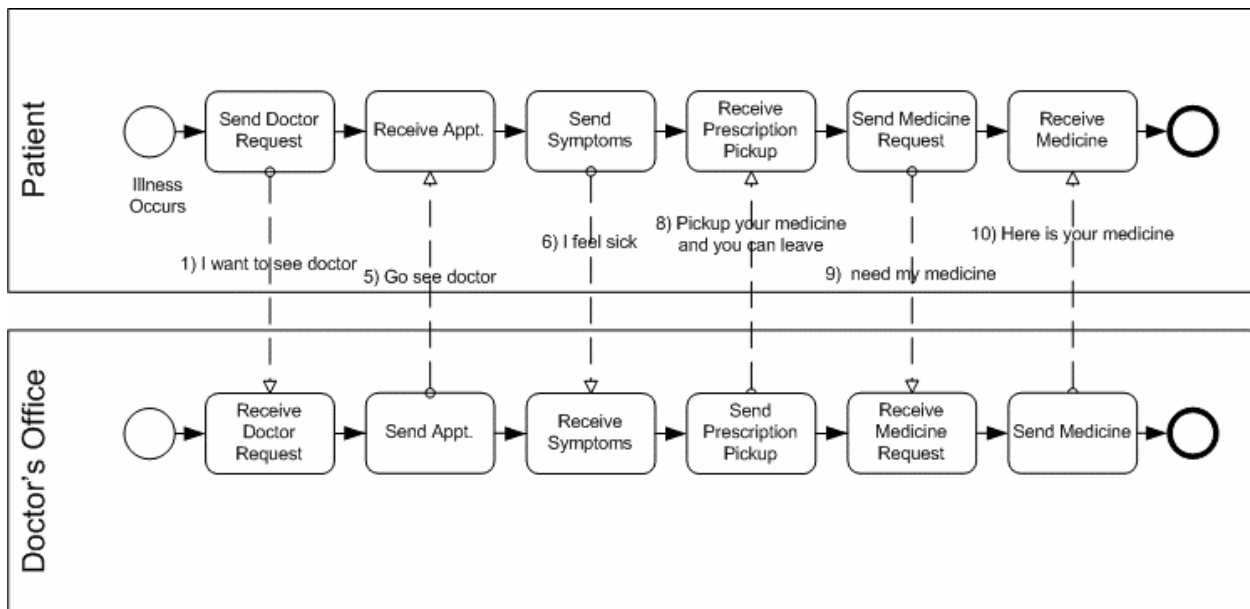 Patient
Send Doctor
Request
Receive Appt.
Send
Symptoms
Receive
Prescription
Pickup
Send Medicine
Request
Receive
Medicine
Illness
Occurs
1) I want to see doctor
5) Go see doctor
6) I feel sick
8) Pickup your medicine
and you can leave
9) need my medicine
10) Here is your medicine
Doctor's Office
Receive
Doctor
Request
Send Appt.
Receive
Symptoms
Send
Prescription
Pickup
Receive
Medicine
Request
Send Medicine